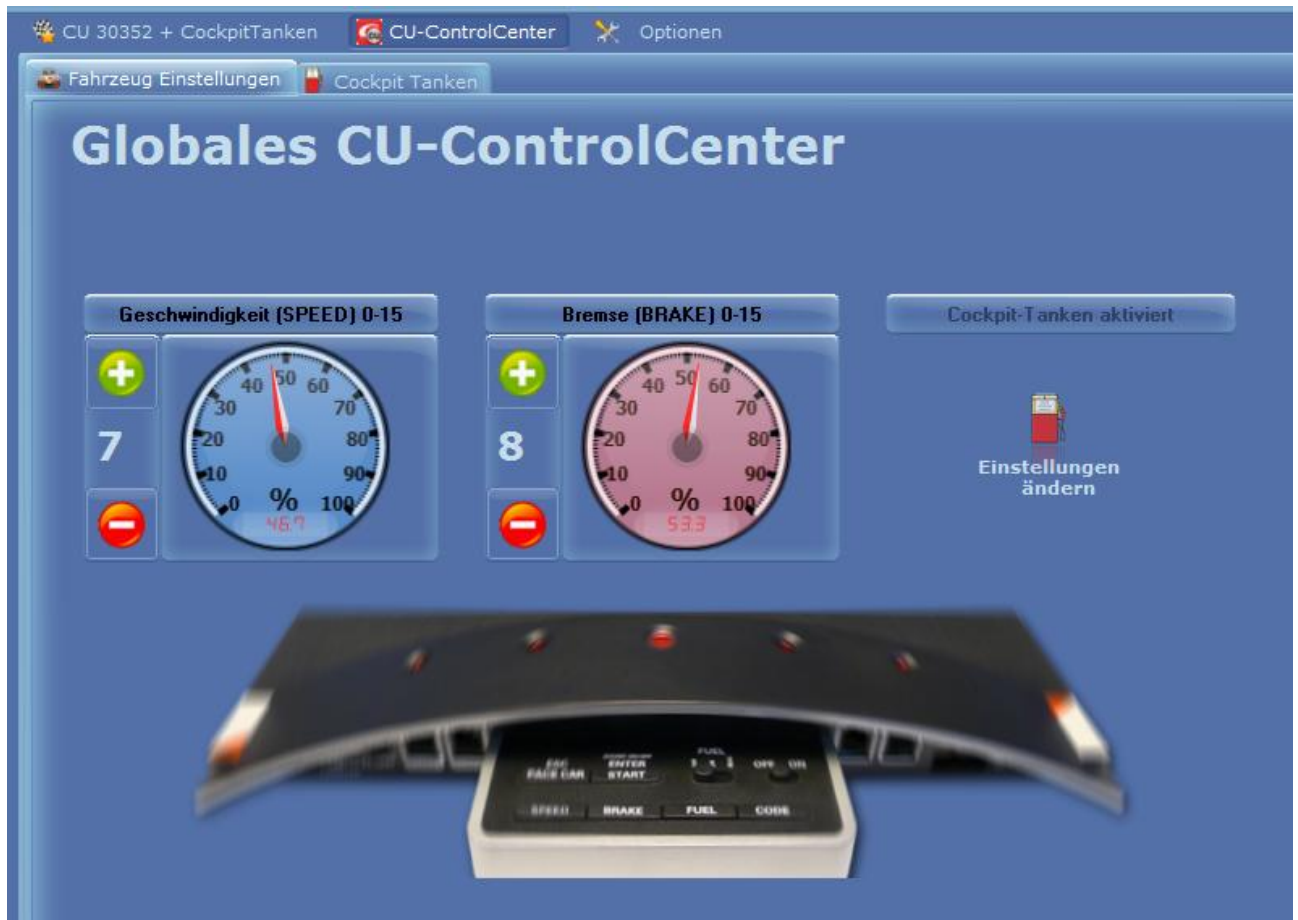 CU 30352 + CockpitTanken CU-ControlCenter Optionen
Fahrzeug Einstellungen Cockpit Tanken
Globales CU-ControlCenter
Geschwindigkeit (SPEED) 0-15
7
0 10 20 30 40 50 60 70 80 90 100
%
46.7
Bremse (BRAKE) 0-15
8
0 10 20 30 40 50 60 70 80 90 100
%
53.3
Cockpit-Tanken aktiviert
Einstellungen
ändern
FUEL
ESC ENTER OFF ON
PACE CAR START
SPEED BRAKE FUEL CODE